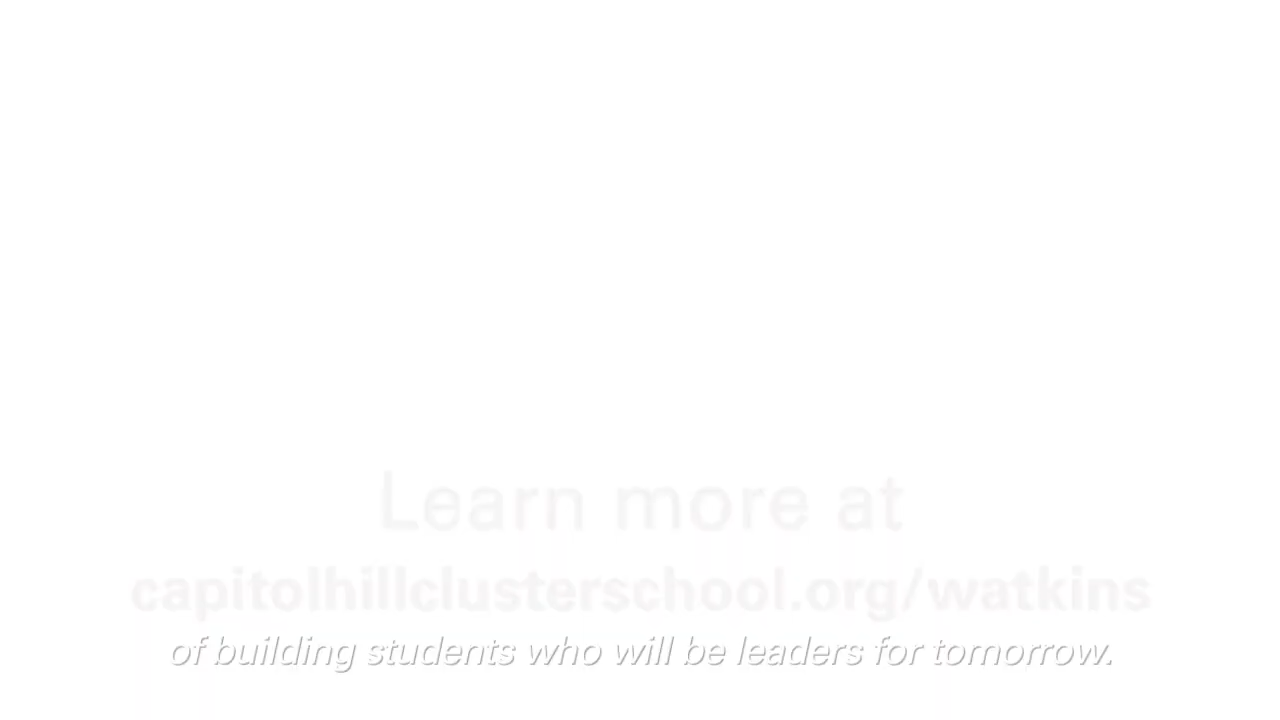 Learn more at
capitolhillclusterschool.org/watkins
of building students who will be leaders for tomorrow.